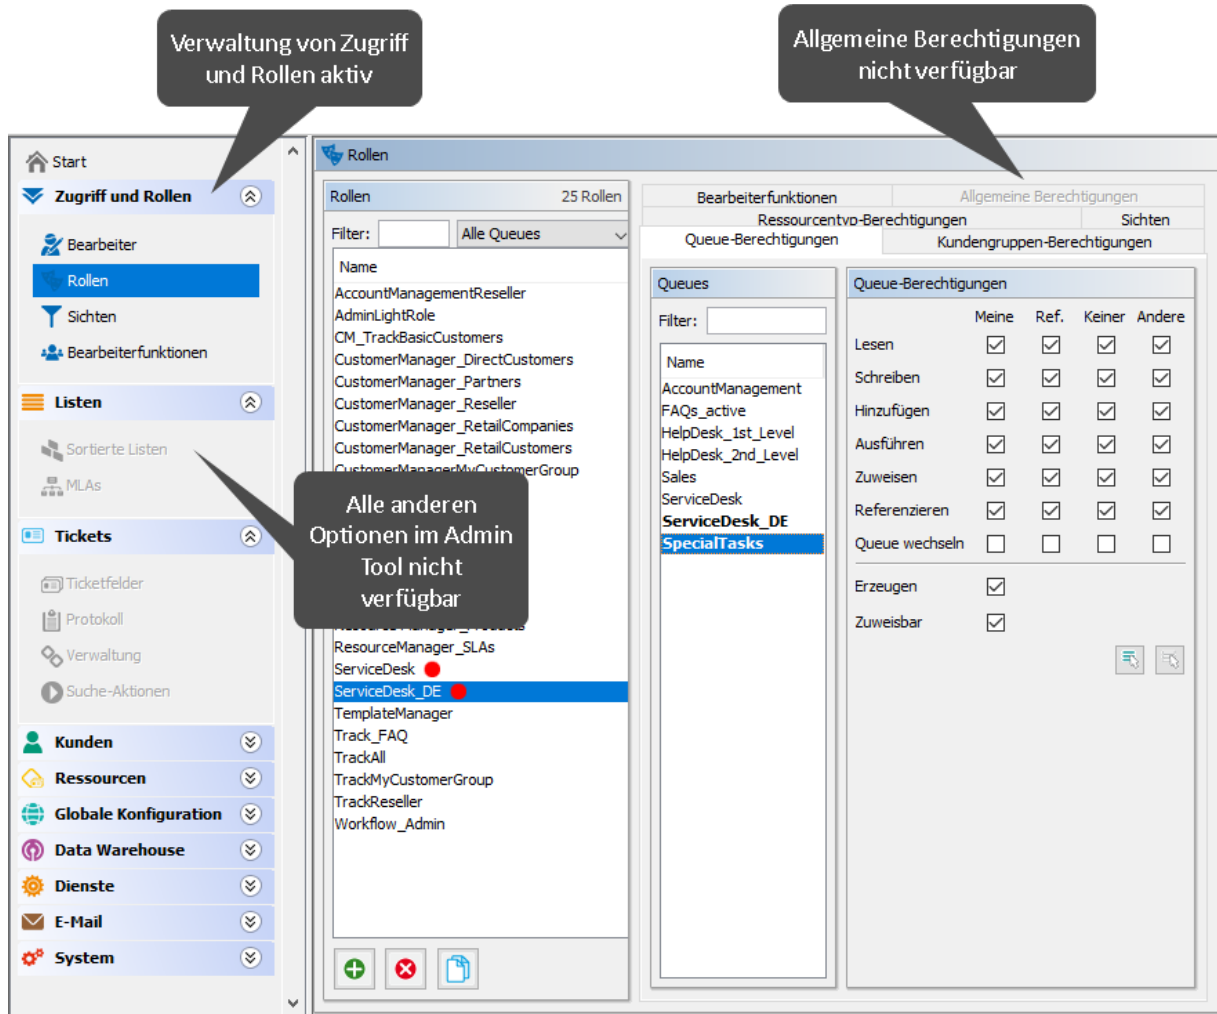 Verwaltung von Zugriff
und Rollen aktiv
Allgemeine Berechtigungen
nicht verfügbar
Start
Zugriff und Rollen
Bearbeiter
Rollen
Sichten
Bearbeiterfunktionen
Listen
Sortierte Listen
MLAs
Tickets
Ticketfelder
Protokoll
Verwaltung
Suche-Aktionen
Kunden
Ressourcen
Globale Konfiguration
Data Warehouse
Dienste
E-Mail
System
Alle anderen
Optionen im Admin
Tool nicht
verfügbar
Rollen
Rollen 25 Rollen
Filter: Alle Queues
Name
AccountManagementReseller
AdminLightRole
CM_TrackBasicCustomers
CustomerManager_DirectCustomers
CustomerManager_Partners
CustomerManager_Reseller
CustomerManager_RetailCompanies
CustomerManager_RetailCustomers
CustomerManagerMyCustomerGroup
ResourceManager_SLAs
ServiceDesk
ServiceDesk_DE
TemplateManager
Track_FAQ
TrackAll
TrackMyCustomerGroup
TrackReseller
Workflow_Admin
Bearbeiterfunktionen Allgemeine Berechtigungen
Ressourcentyp-Berechtigungen Sichten
Queue-Berechtigungen Kundengruppen-Berechtigungen
Queues
Filter:
Name
AccountManagement
FAQs_active
HelpDesk_1st_Level
HelpDesk_2nd_Level
Sales
ServiceDesk
ServiceDesk_DE
SpecialTasks
Queue-Berechtigungen
Meine Ref. Keiner Andere
Lesen
Schreiben
Hinzufügen
Ausführen
Zuweisen
Referenzieren
Queue wechseln
Erzeugen
Zuweisbar